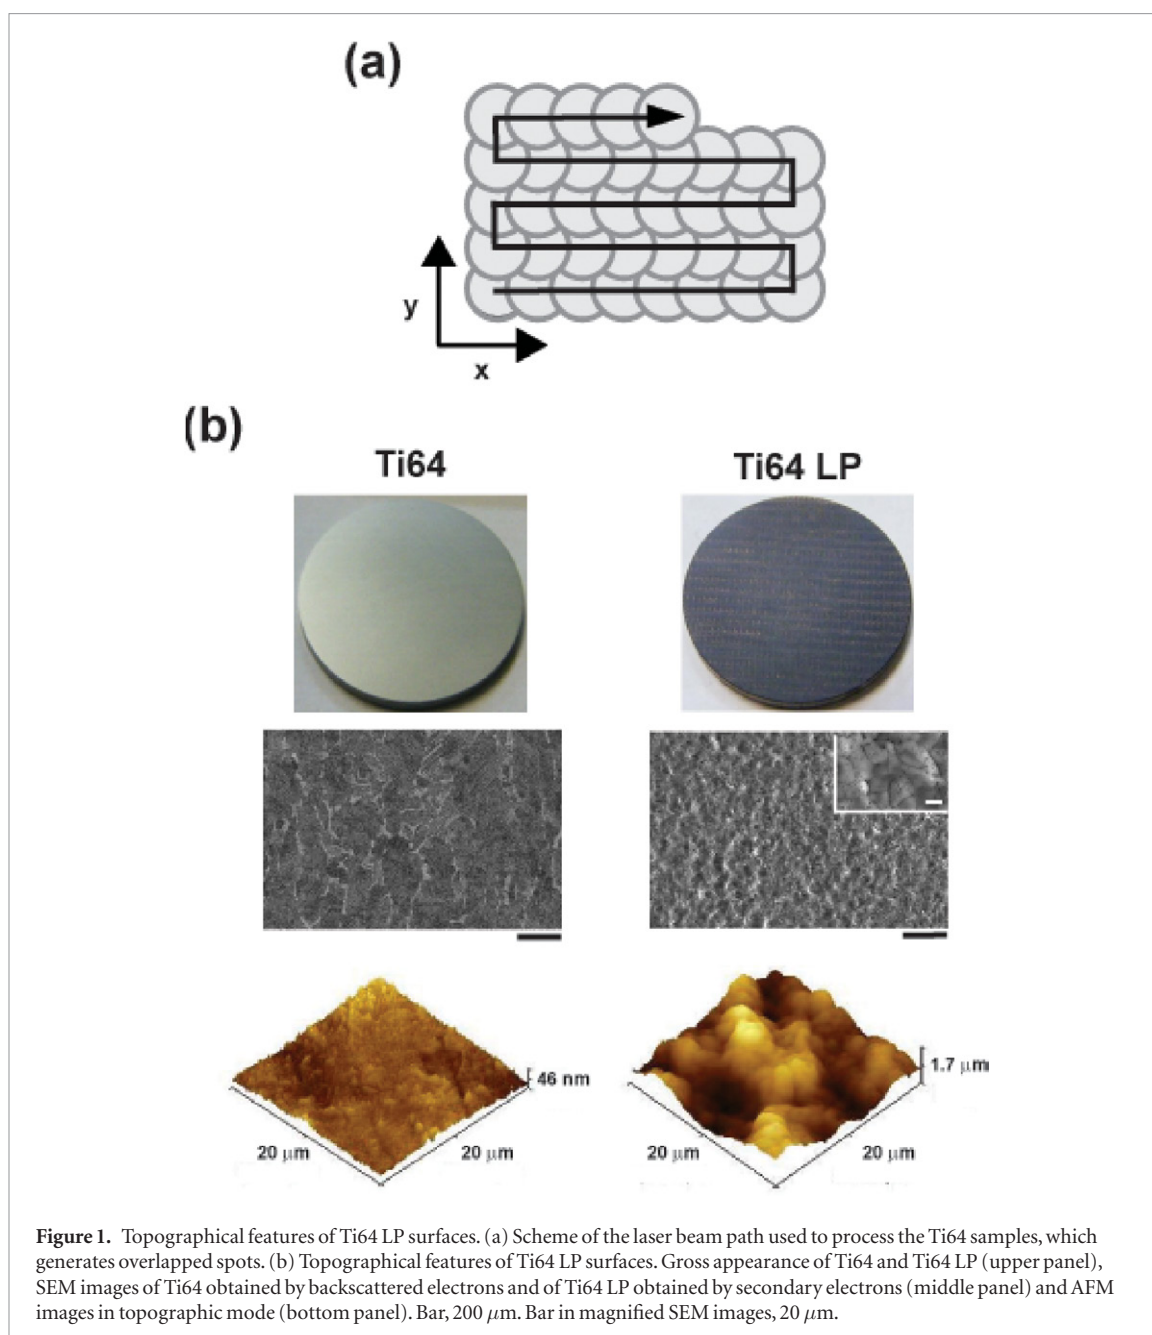 (a)
y
x
(b)
Ti64
Ti64 LP
46 nm
1.7 μm
20 μm
20 μm
20 μm
20 μm
Figure 1. Topographical features of Ti64 LP surfaces. (a) Scheme of the laser beam path used to process the Ti64 samples, which
generates overlapped spots. (b) Topographical features of Ti64 LP surfaces. Gross appearance of Ti64 and Ti64 LP (upper panel),
SEM images of Ti64 obtained by backscattered electrons and of Ti64 LP obtained by secondary electrons (middle panel) and AFM
images in topographic mode (bottom panel). Bar, 200 μm. Bar in magnified SEM images, 20 μm.